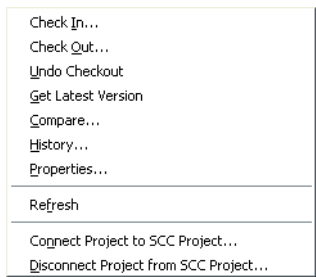 Check In...
Check Out...
Undo Checkout
Get Latest Version
Compare...
History...
Properties...
Refresh
Connect Project to SCC Project...
Disconnect Project from SCC Project...